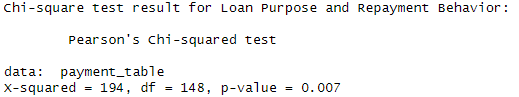 Chi-square test result for Loan Purpose and Repayment Behavior:
Pearson's Chi-squared test
data:  payment_table
X-squared = 194, df = 148, p-value = 0.007